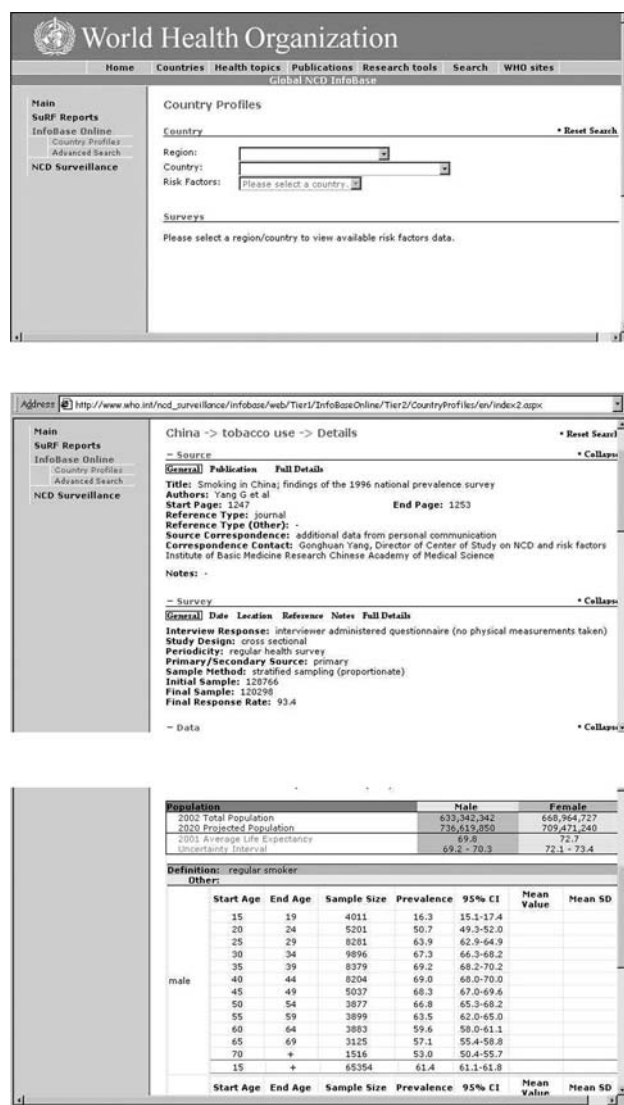 World Health Organization
Home Countries Health topics Publications Research tools Search WHO sites
Global NCD InfoBase
Main
SuRF Reports
InfoBase Online
Country Profiles
Advanced Search
NCD Surveillance
Country Profiles
Country • Reset Search
Region:
Country:
Risk Factors: Please select a country.
Surveys
Please select a region/country to view available risk factors data.
Address http://www.who.int/ncd_surveillance/infobase/web/Tier1/InfoBaseOnline/Tier2/CountryProfiles/en/index2.aspx
Main
SuRF Reports
InfoBase Online
Country Profiles
Advanced Search
NCD Surveillance
China -> tobacco use -> Details • Reset Searc
− Source • Collaps
General Publication Full Details
Title: Smoking in China; findings of the 1996 national prevalence survey
Authors: Yang G et al
Start Page: 1247 End Page: 1253
Reference Type: journal
Reference Type (Other): -
Source Correspondence: additional data from personal communication
Correspondence Contact: Gonghuan Yang, Director of Center of Study on NCD and risk factors
Institute of Basic Medicine Research Chinese Academy of Medical Science
Notes: -
− Survey • Collaps
General Date Location Reference Notes Full Details
Interview Response: interviewer administered questionnaire (no physical measurements taken)
Study Design: cross sectional
Periodicity: regular health survey
Primary/Secondary Source: primary
Sample Method: stratified sampling (proportionate)
Initial Sample: 128766
Final Sample: 120298
Final Response Rate: 93.4
− Data • Collaps
Population Male Female
2002 Total Population 633,342,342 668,964,727
2020 Projected Population 736,619,850 709,471,240
2001 Average Life Expectancy 69.8 72.7
Uncertainty Interval 69.2 - 70.3 72.1 - 73.4
Definition: regular smoker
Other:
Start Age End Age Sample Size Prevalence 95% CI Mean Value Mean SD
15 19 4011 16.3 15.1-17.4
20 24 5201 50.7 49.3-52.0
25 29 8281 63.9 62.9-64.9
30 34 9896 67.3 66.3-68.2
35 39 8379 69.2 68.2-70.2
male 40 44 8204 69.0 68.0-70.0
45 49 5037 68.3 67.0-69.6
50 54 3877 66.8 65.3-68.2
55 59 3899 63.5 62.0-65.0
60 64 3883 59.6 58.0-61.1
65 69 3125 57.1 55.4-58.8
70 + 1516 53.0 50.4-55.7
15 + 65354 61.4 61.1-61.8
Start Age End Age Sample Size Prevalence 95% CI Mean Value Mean SD